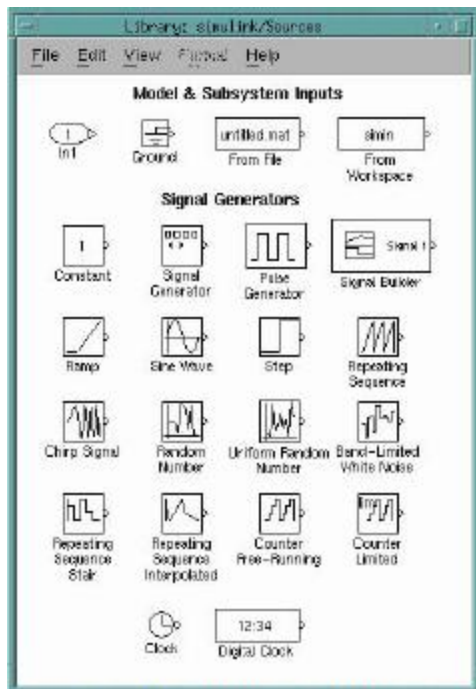 Library: simulink/Sources
File Edit View Format Help
Model & Subsystem Inputs
1
untitled.mat
simin
In1
Ground
From File
From
Workspace
Signal Generators
1
Signal 1
Constant
Signal
Generator
Pulse
Generator
Signal Builder
Ramp
Sine Wave
Step
Repeating
Sequence
Chirp Signal
Random
Number
Uniform Random
Number
Band-Limited
White Noise
lim
Repeating
Sequence
Stair
Repeating
Sequence
Interpolated
Counter
Free-Running
Counter
Limited
12:34
Clock
Digital Clock